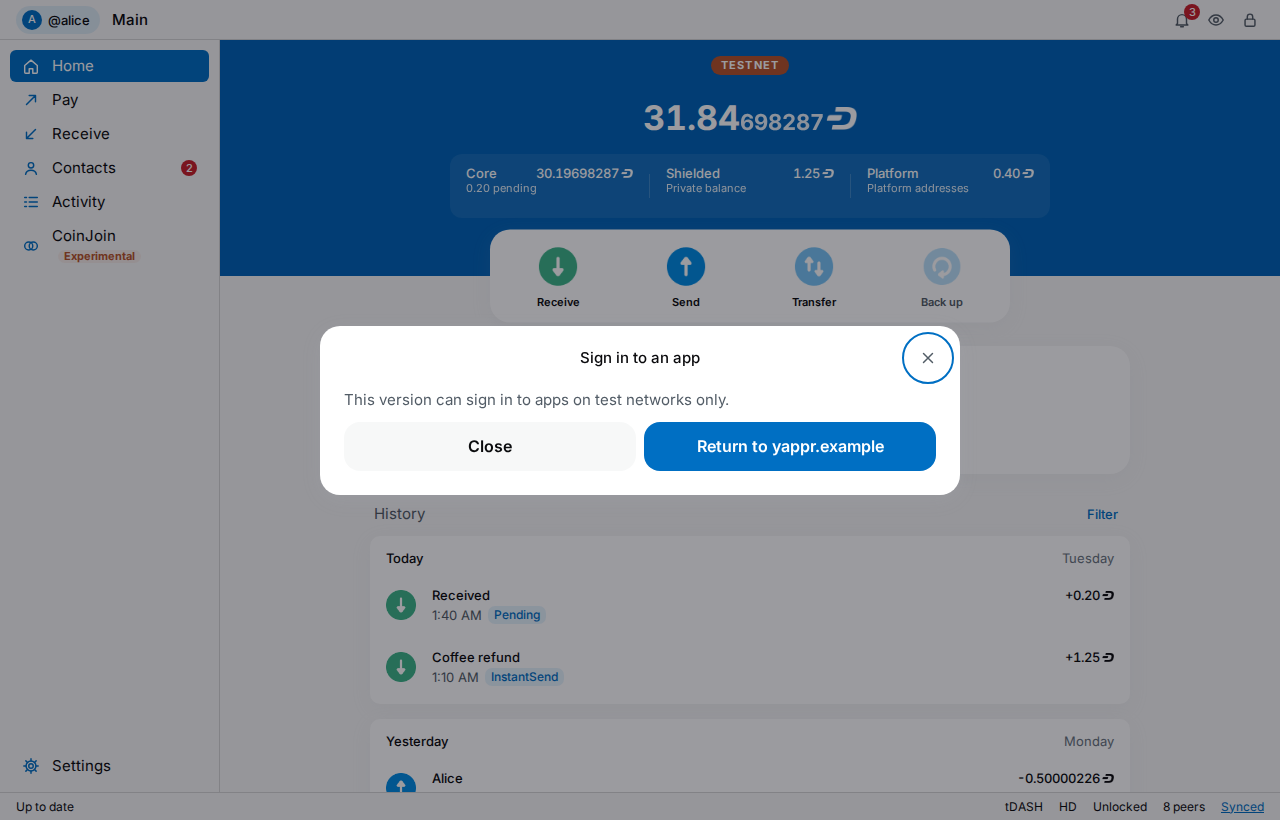 A @alice Main 3
Home
Pay
Receive
Contacts 2
Activity
CoinJoin
Experimental
Settings
TESTNET
31.84698287
Core 30.19698287
0.20 pending
Shielded 1.25
Private balance
Platform 0.40
Platform addresses
Receive Send Transfer Back up
Sign in to an app
This version can sign in to apps on test networks only.
Close Return to yappr.example
History Filter
Today Tuesday
Received +0.20
1:40 AM Pending
Coffee refund +1.25
1:10 AM InstantSend
Yesterday Monday
Alice -0.50000226
Up to date tDASH HD Unlocked 8 peers Synced